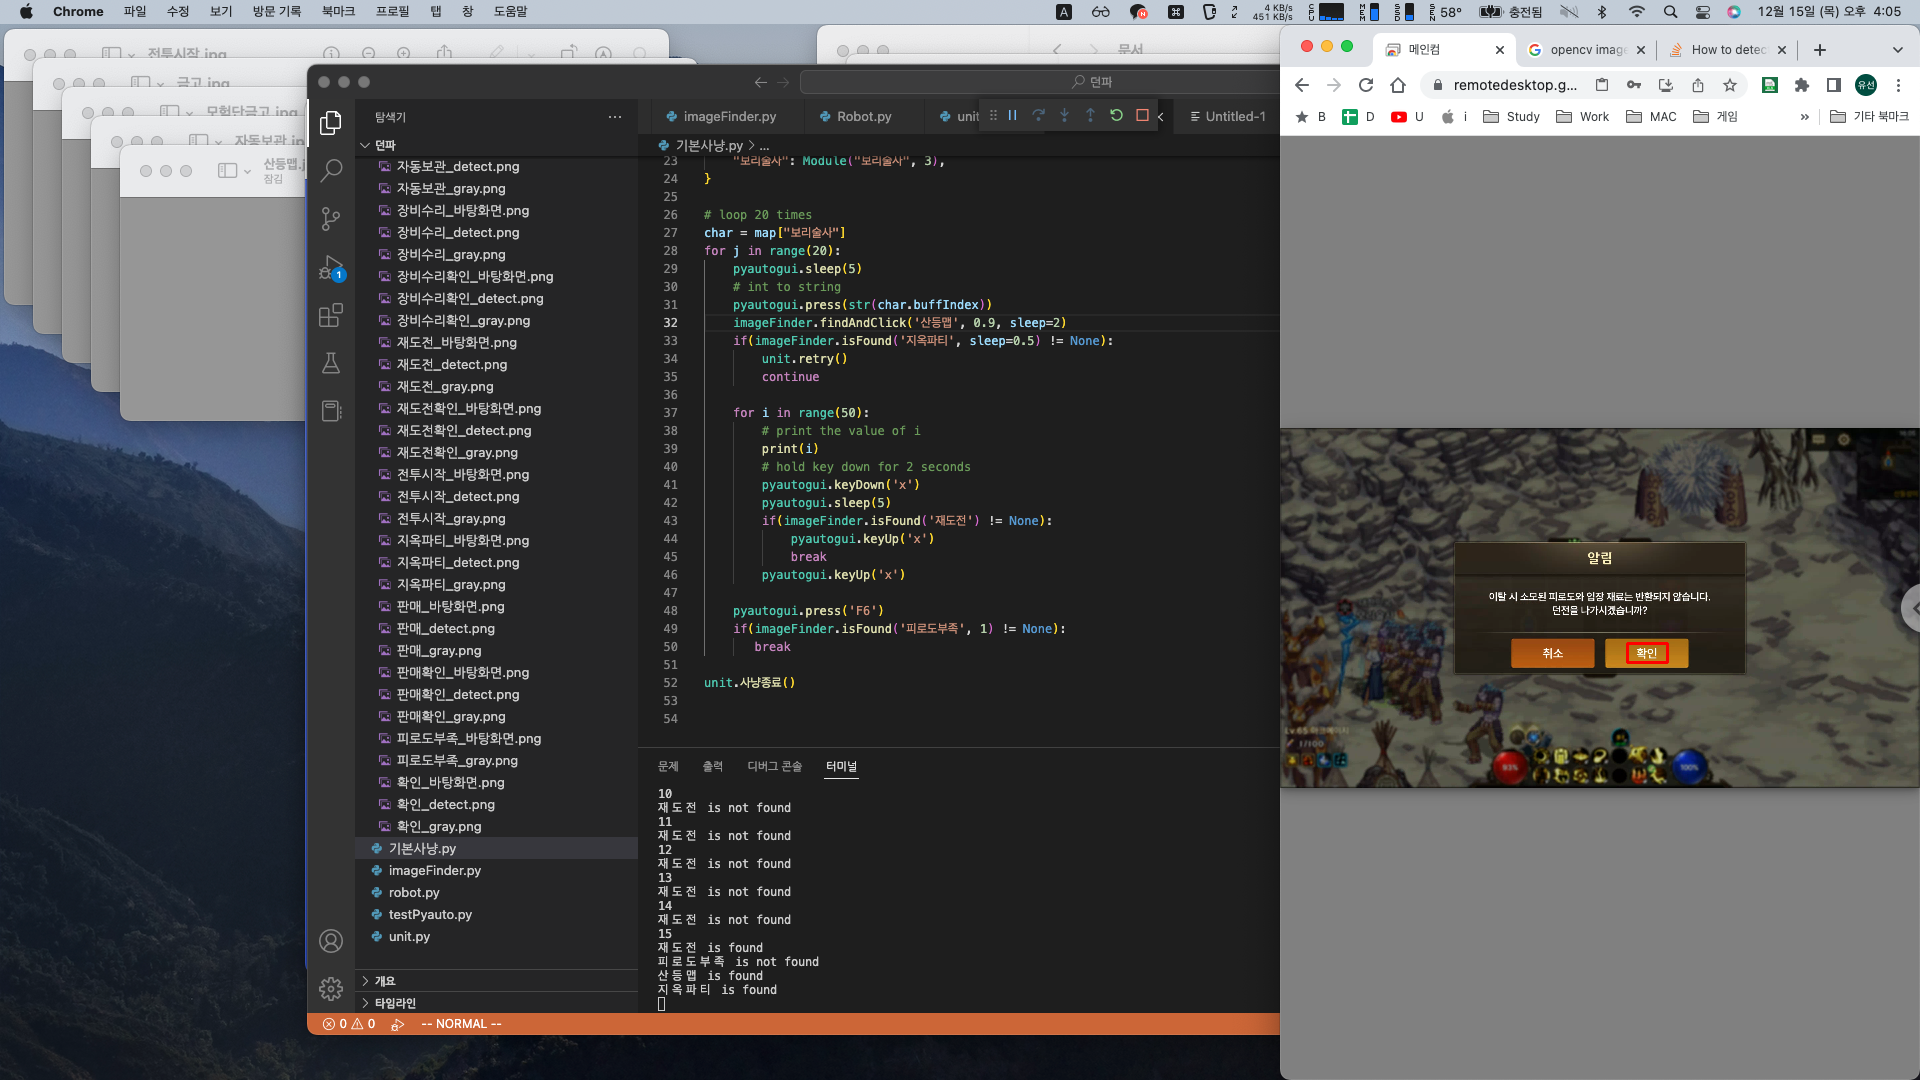 Chrome 파일 수정 보기 방문 기록 북마크 프로필 탭 창 도움말
4 KB/s
451 KB/s
58° 충전됨 12월 15일 (목) 오후 4:05
전투시작.jpg
금고.jpg
모험단금고.jpg
자동보관.jpg
산등맵.j
잠김
문서
던파
탐색기
던파
자동보관_detect.png
자동보관_gray.png
장비수리_바탕화면.png
장비수리_detect.png
장비수리_gray.png
장비수리확인_바탕화면.png
장비수리확인_detect.png
장비수리확인_gray.png
재도전_바탕화면.png
재도전_detect.png
재도전_gray.png
재도전확인_바탕화면.png
재도전확인_detect.png
재도전확인_gray.png
전투시작_바탕화면.png
전투시작_detect.png
전투시작_gray.png
지옥파티_바탕화면.png
지옥파티_detect.png
지옥파티_gray.png
판매_바탕화면.png
판매_detect.png
판매_gray.png
판매확인_바탕화면.png
판매확인_detect.png
판매확인_gray.png
피로도부족_바탕화면.png
피로도부족_gray.png
확인_바탕화면.png
확인_detect.png
확인_gray.png
기본사냥.py
imageFinder.py
robot.py
testPyauto.py
unit.py
개요
타임라인
0 0 -- NORMAL --
imageFinder.py Robot.py unit Untitled-1
기본사냥.py > ...
23 "보리술사": Module("보리술사", 3),
24 }
25
26 # loop 20 times
27 char = map["보리술사"]
28 for j in range(20):
29 pyautogui.sleep(5)
30 # int to string
31 pyautogui.press(str(char.buffIndex))
32 imageFinder.findAndClick('산등맵', 0.9, sleep=2)
33 if(imageFinder.isFound('지옥파티', sleep=0.5) != None):
34 unit.retry()
35 continue
36
37 for i in range(50):
38 # print the value of i
39 print(i)
40 # hold key down for 2 seconds
41 pyautogui.keyDown('x')
42 pyautogui.sleep(5)
43 if(imageFinder.isFound('재도전') != None):
44 pyautogui.keyUp('x')
45 break
46 pyautogui.keyUp('x')
47
48 pyautogui.press('F6')
49 if(imageFinder.isFound('피로도부족', 1) != None):
50 break
51
52 unit.사냥종료()
53
54
문제 출력 디버그 콘솔 터미널
10
재도전 is not found
11
재도전 is not found
12
재도전 is not found
13
재도전 is not found
14
재도전 is not found
15
재도전 is found
피로도부족 is not found
산등맵 is found
지옥파티 is found
메인컴 opencv image How to detec
remotedesktop.g...
B D U i Study Work MAC 게임 » 기타 북마크
알림
이탈 시 소모된 피로도와 입장 재료는 반환되지 않습니다.
던전을 나가시겠습니까?
취소 확인
Lv.65 아크메이지
1/100
93% 100%